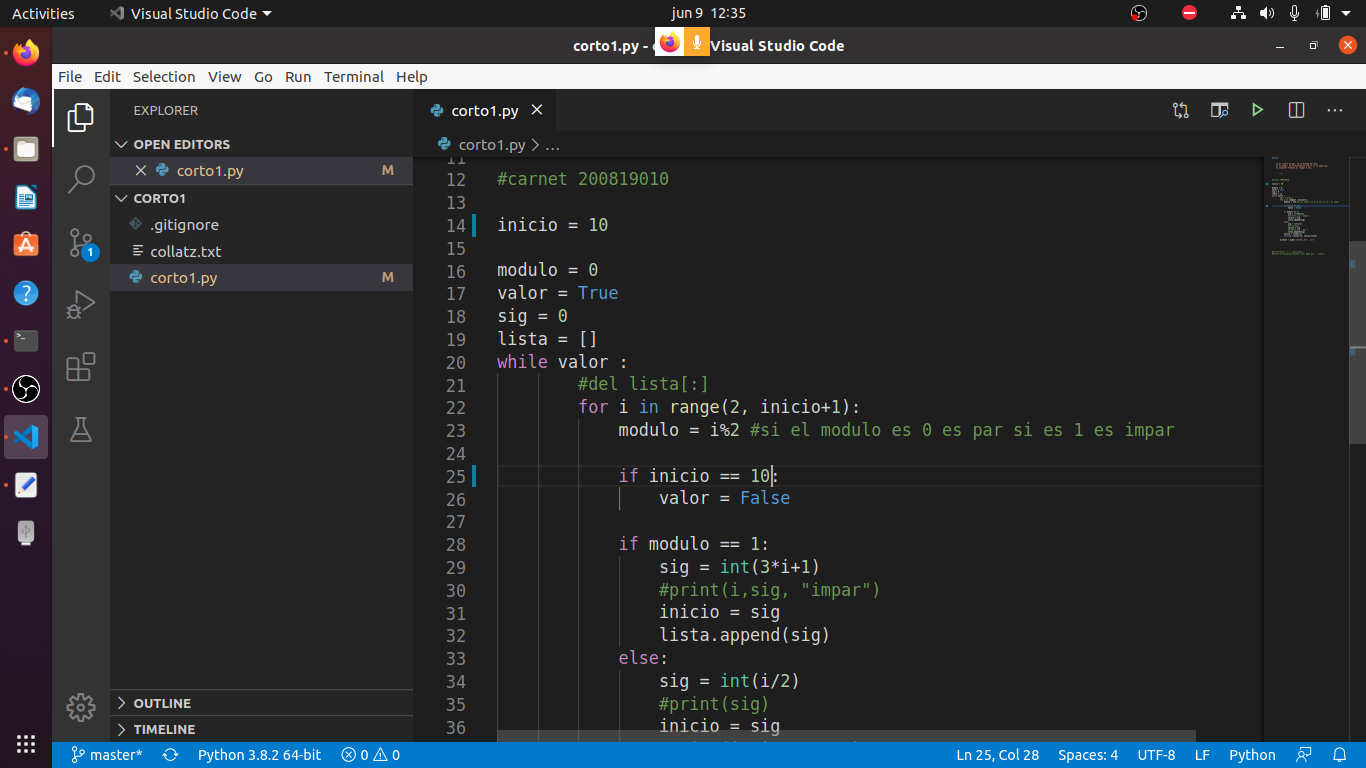 Activities
Visual Studio Code
jun 9 12:35
corto1.py -
Visual Studio Code
File Edit Selection View Go Run Terminal Help
EXPLORER
OPEN EDITORS
corto1.py M
CORTO1
.gitignore
collatz.txt
corto1.py M
OUTLINE
TIMELINE
1
corto1.py
corto1.py > ...
11
12 #carnet 200819010
13
14 inicio = 10
15
16 modulo = 0
17 valor = True
18 sig = 0
19 lista = []
20 while valor :
21 #del lista[:]
22 for i in range(2, inicio+1):
23 modulo = i%2 #si el modulo es 0 es par si es 1 es impar
24
25 if inicio == 10:
26 valor = False
27
28 if modulo == 1:
29 sig = int(3*i+1)
30 #print(i,sig, "impar")
31 inicio = sig
32 lista.append(sig)
33 else:
34 sig = int(i/2)
35 #print(sig)
36 inicio = sig
master* Python 3.8.2 64-bit 0 0 Ln 25, Col 28 Spaces: 4 UTF-8 LF Python